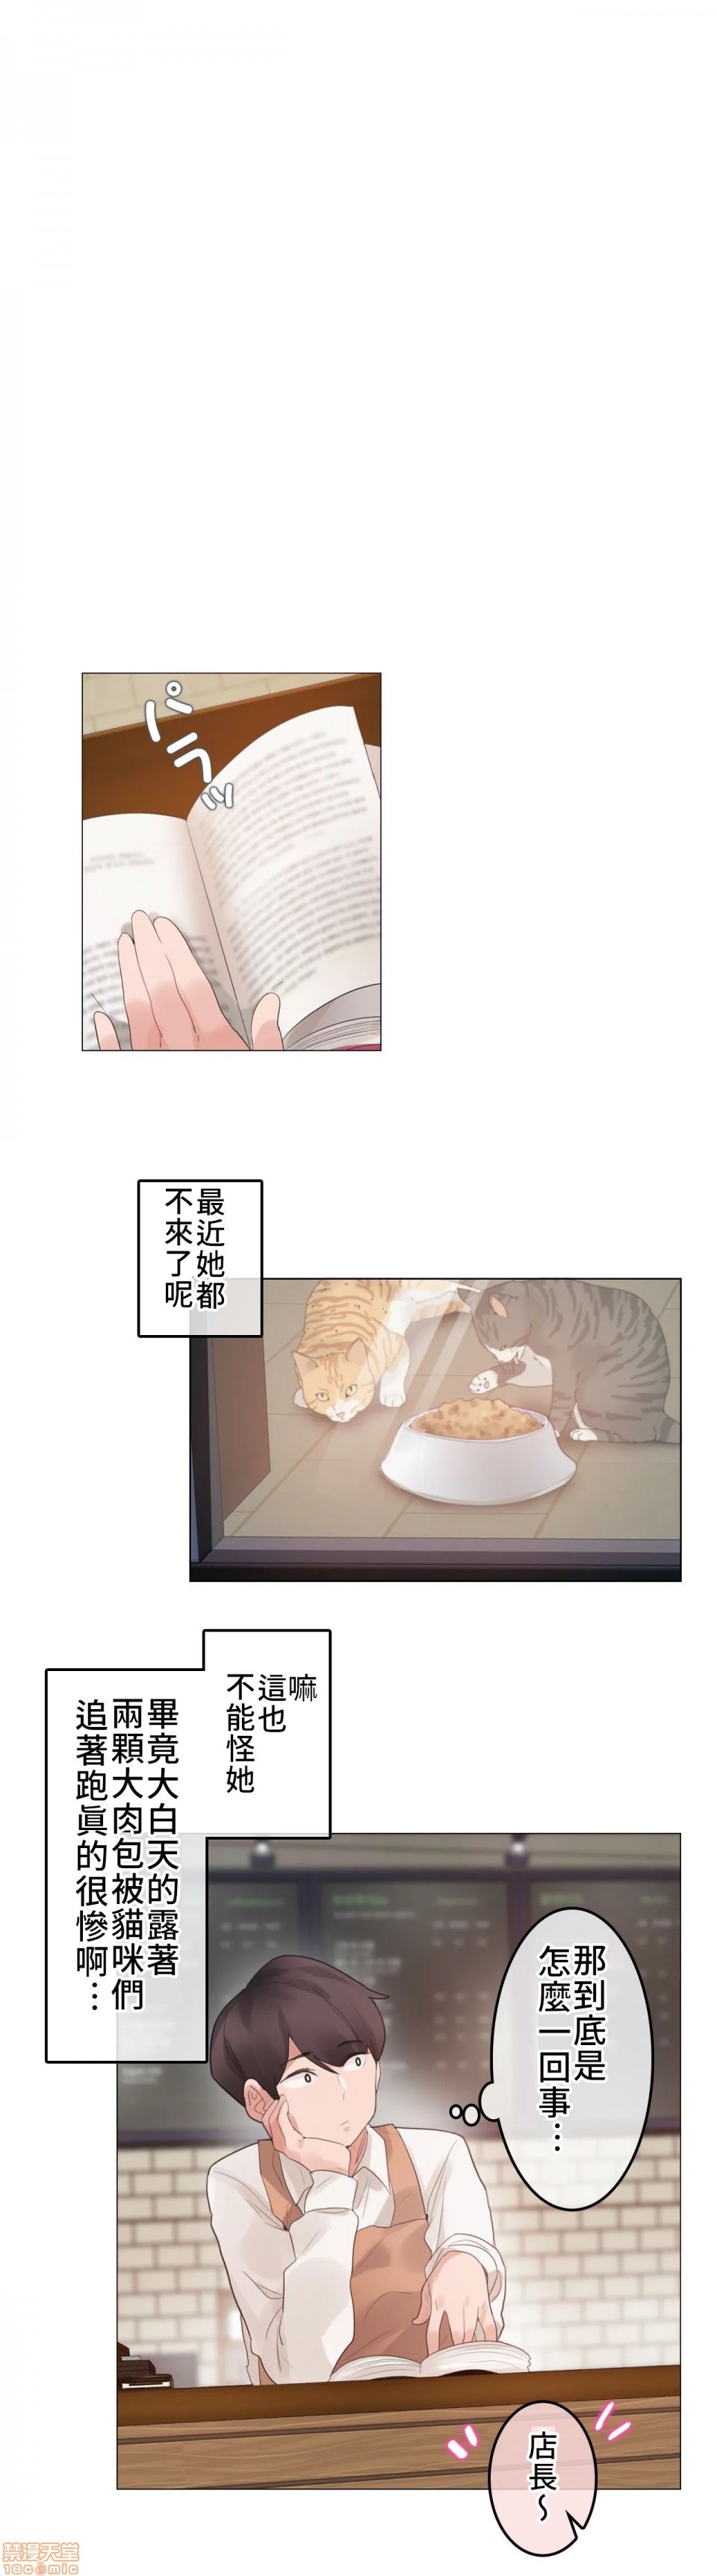 パラッ
最近她都
不來了呢
嘛
這也
不能怪她
畢竟大白天的露著
兩顆大肉包被貓咪們
追著跑真的很慘啊…
那到底是
怎麼一回事…
店長～
禁漫天堂
18comic